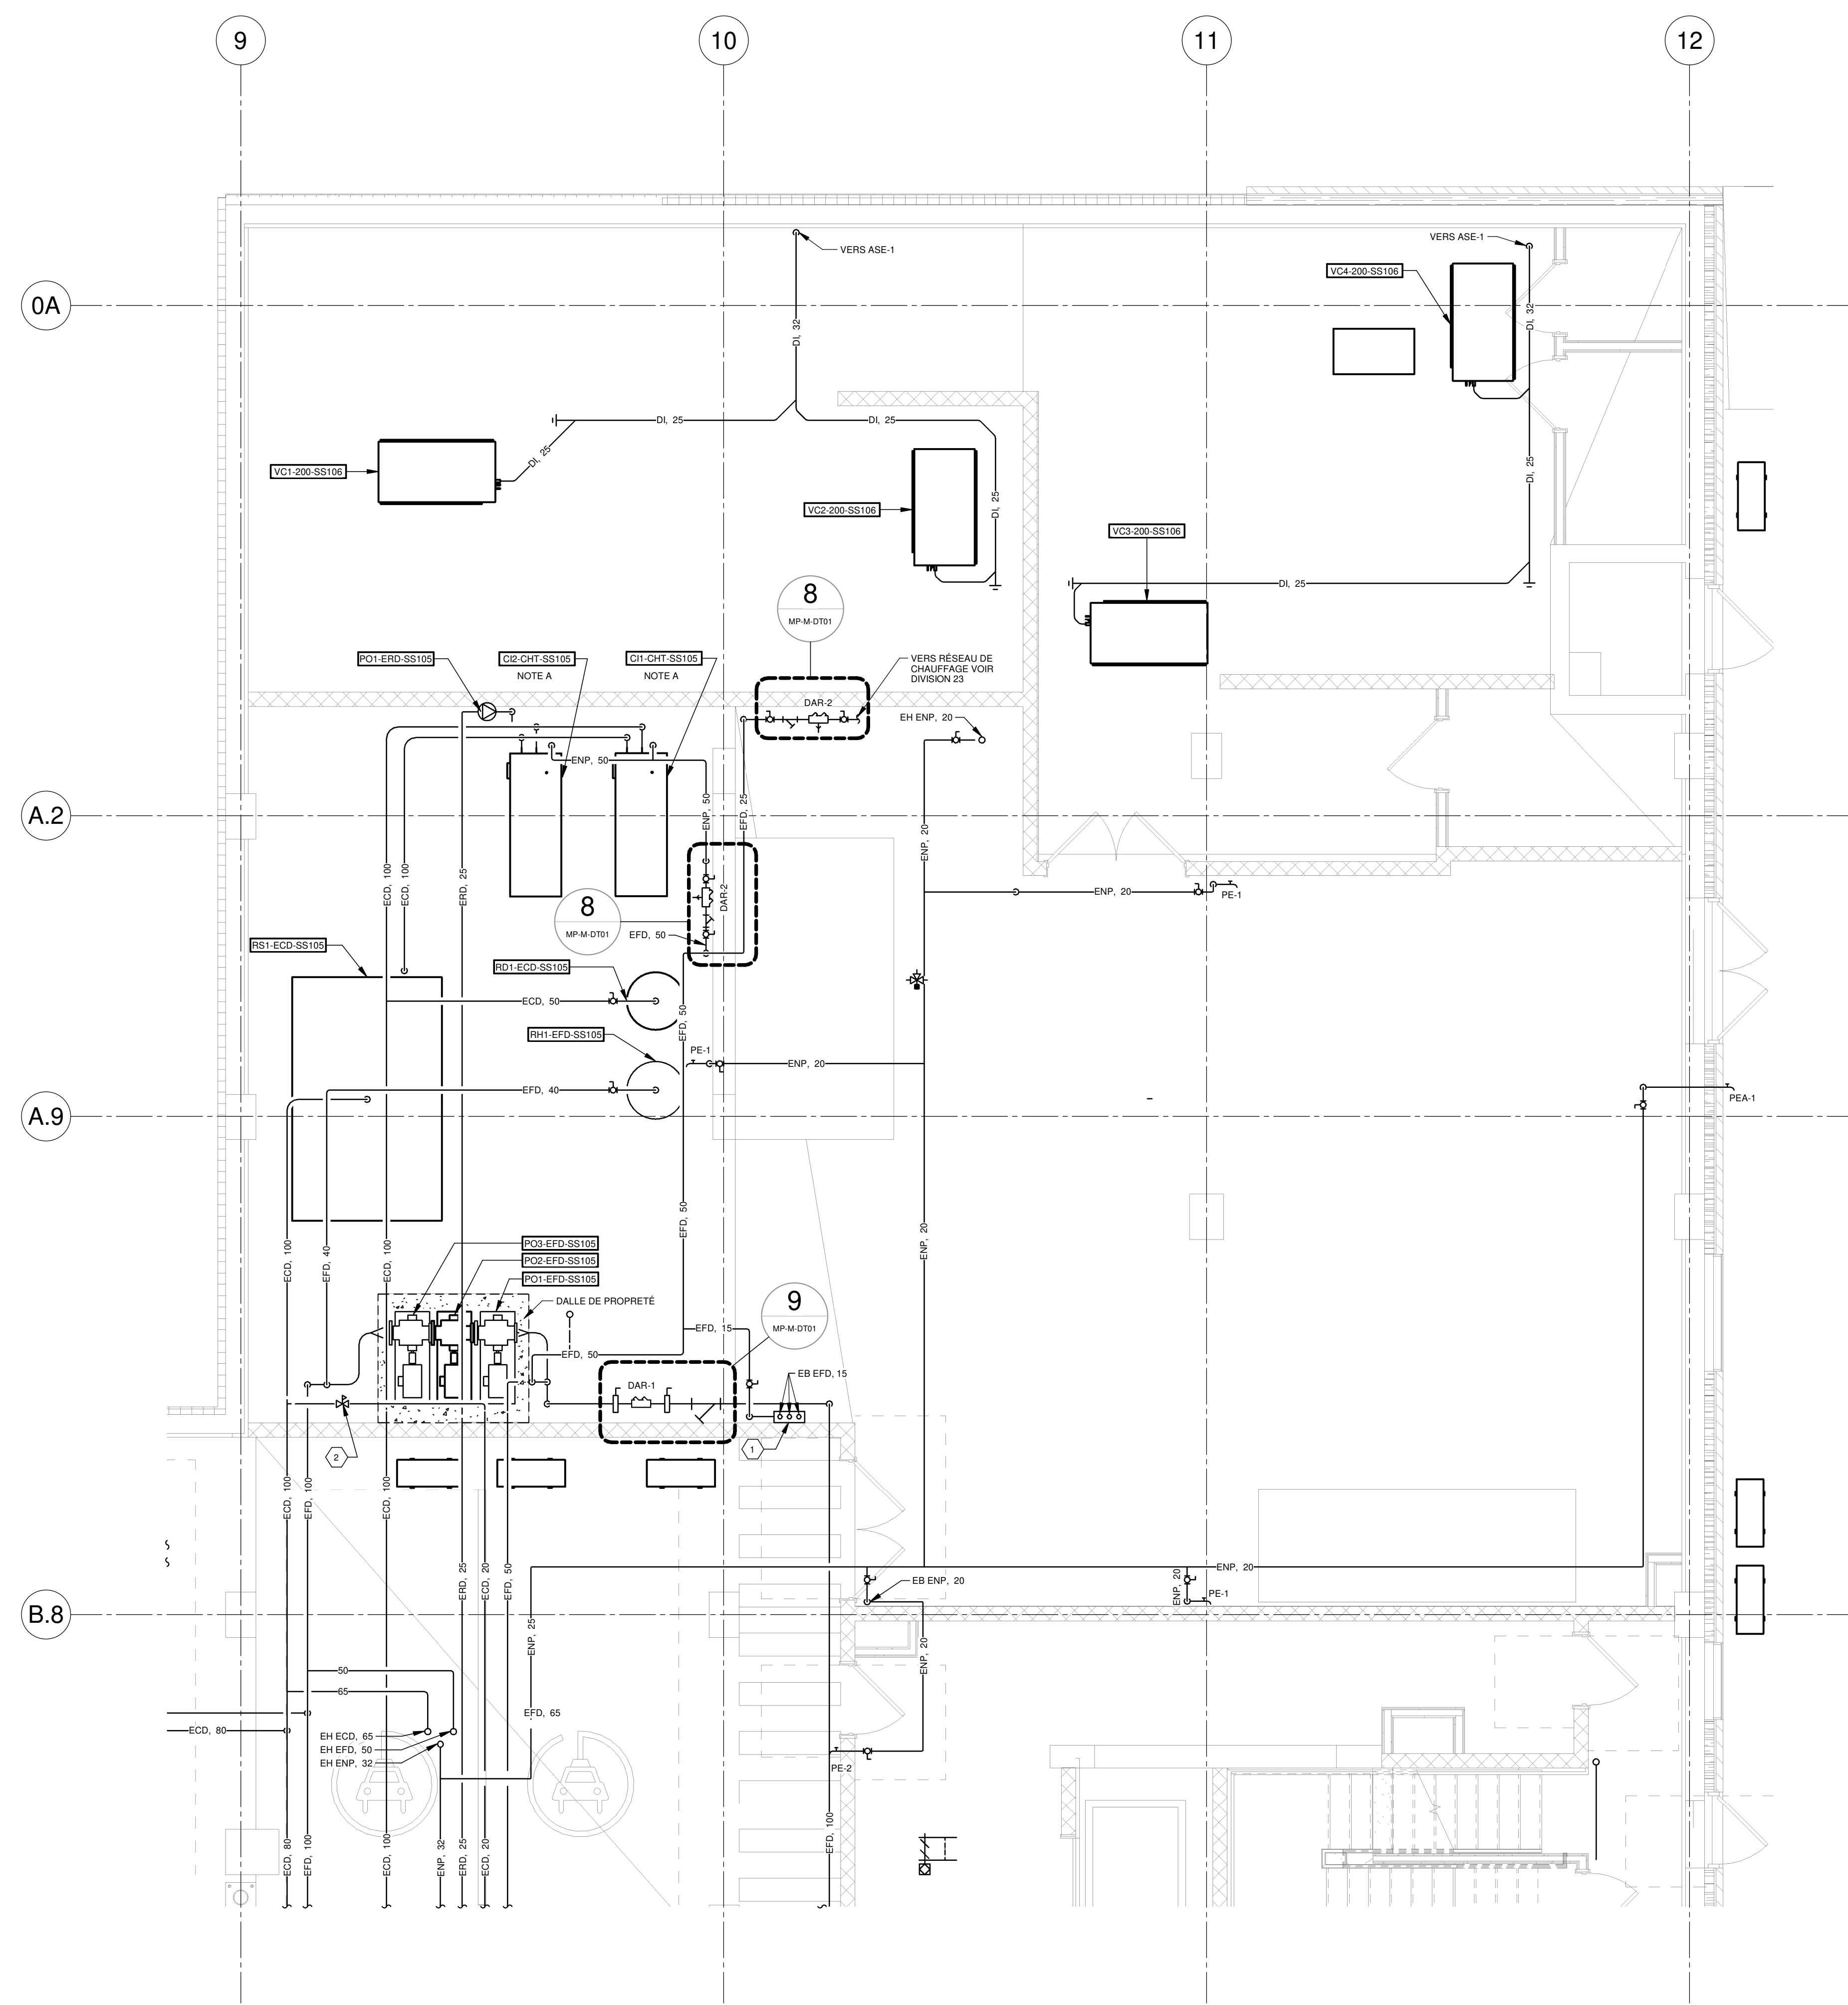 9
10
11
12
0A
A.2
A.9
B.8
VERS ASE-1
VERS ASE-1
VC4-200-SS106
DI, 32
DI, 32
DI, 25
DI, 25
DI, 25
DI, 25
DI, 25
VC1-200-SS106
VC2-200-SS106
VC3-200-SS106
DI, 25
8
MP-M-DT01
PO1-ERD-SS105
CI2-CHT-SS105
NOTE A
CI1-CHT-SS105
NOTE A
VERS RÉSEAU DE
CHAUFFAGE VOIR
DIVISION 23
DAR-2
EH ENP, 20
ENP, 50
ENP, 50
EFD, 25
ENP, 20
ECD, 100
ECD, 100
ERD, 25
DAR-2
ENP, 20
PE-1
8
MP-M-DT01
EFD, 50
RS1-ECD-SS105
RD1-ECD-SS105
ECD, 50
EFD, 50
RH1-EFD-SS105
PE-1
ENP, 20
EFD, 40
PEA-1
EFD, 50
ENP, 20
ECD, 100
EFD, 40
ECD, 100
PO3-EFD-SS105
PO2-EFD-SS105
PO1-EFD-SS105
DALLE DE PROPRETÉ
9
MP-M-DT01
EFD, 15
EFD, 50
DAR-1
EB EFD, 15
1
2
ECD, 100
EFD, 100
ECD, 100
ERD, 25
ECD, 20
EFD, 50
ENP, 20
EB ENP, 20
ENP, 20
PE-1
ENP, 25
ENP, 20
50
65
EFD, 65
ECD, 80
EH ECD, 65
EH EFD, 50
EH ENP, 32
PE-2
ECD, 80
EFD, 100
ECD, 100
ENP, 32
ERD, 25
ECD, 20
EFD, 100